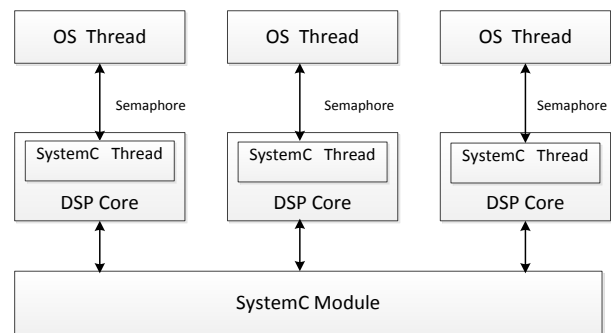 OS Thread OS Thread OS Thread
Semaphore Semaphore Semaphore
SystemC Thread SystemC Thread SystemC Thread
DSP Core DSP Core DSP Core
SystemC Module